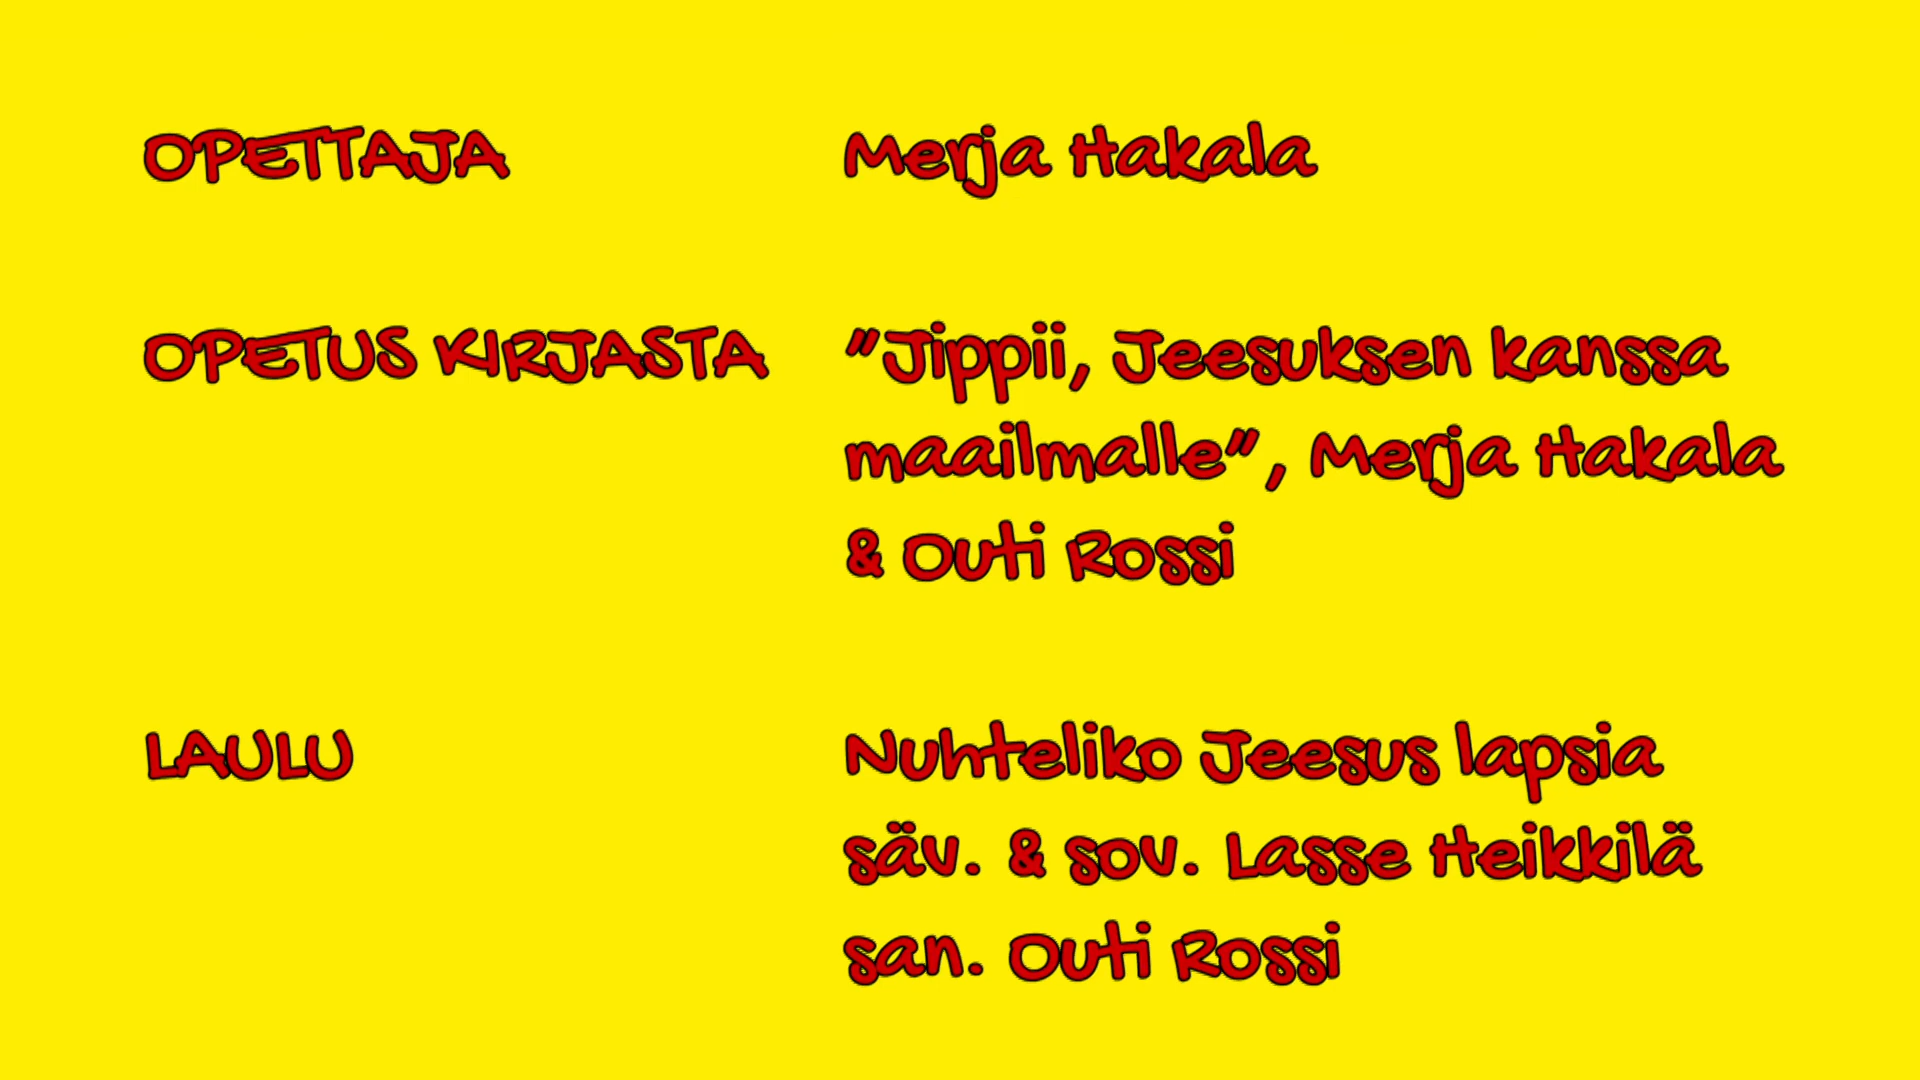 OPETTAJA Merja Hakala
OPETUS KIRJASTA "Jippii, Jeesuksen kanssa
maailmalle", Merja Hakala
& Outi Rossi
LAULU Nuhteliko Jeesus lapsia
säv. & sov. Lasse Heikkilä
san. Outi Rossi